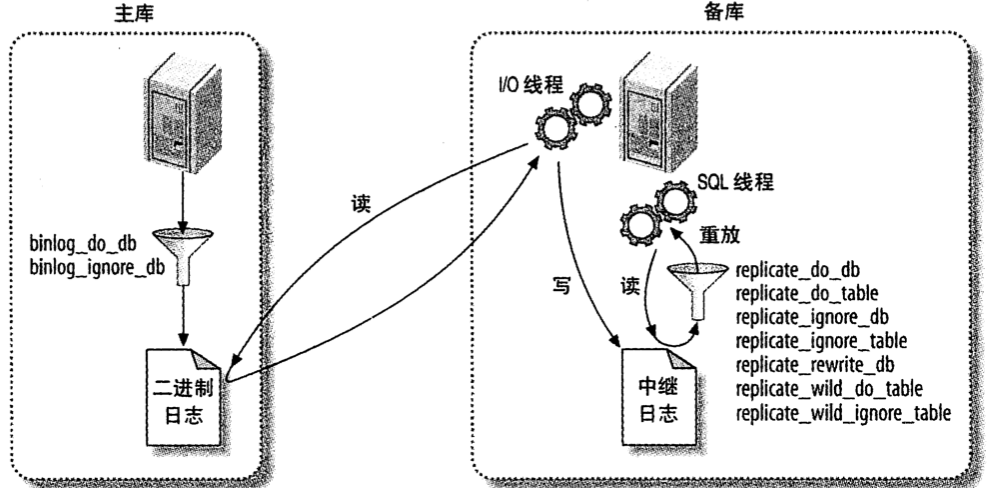 主库
binlog_do_db
binlog_ignore_db
二进制
日志
读
备库
I/O 线程
SQL 线程
重放
写
读
replicate_do_db
replicate_do_table
replicate_ignore_db
replicate_ignore_table
replicate_rewrite_db
replicate_wild_do_table
replicate_wild_ignore_table
中继
日志